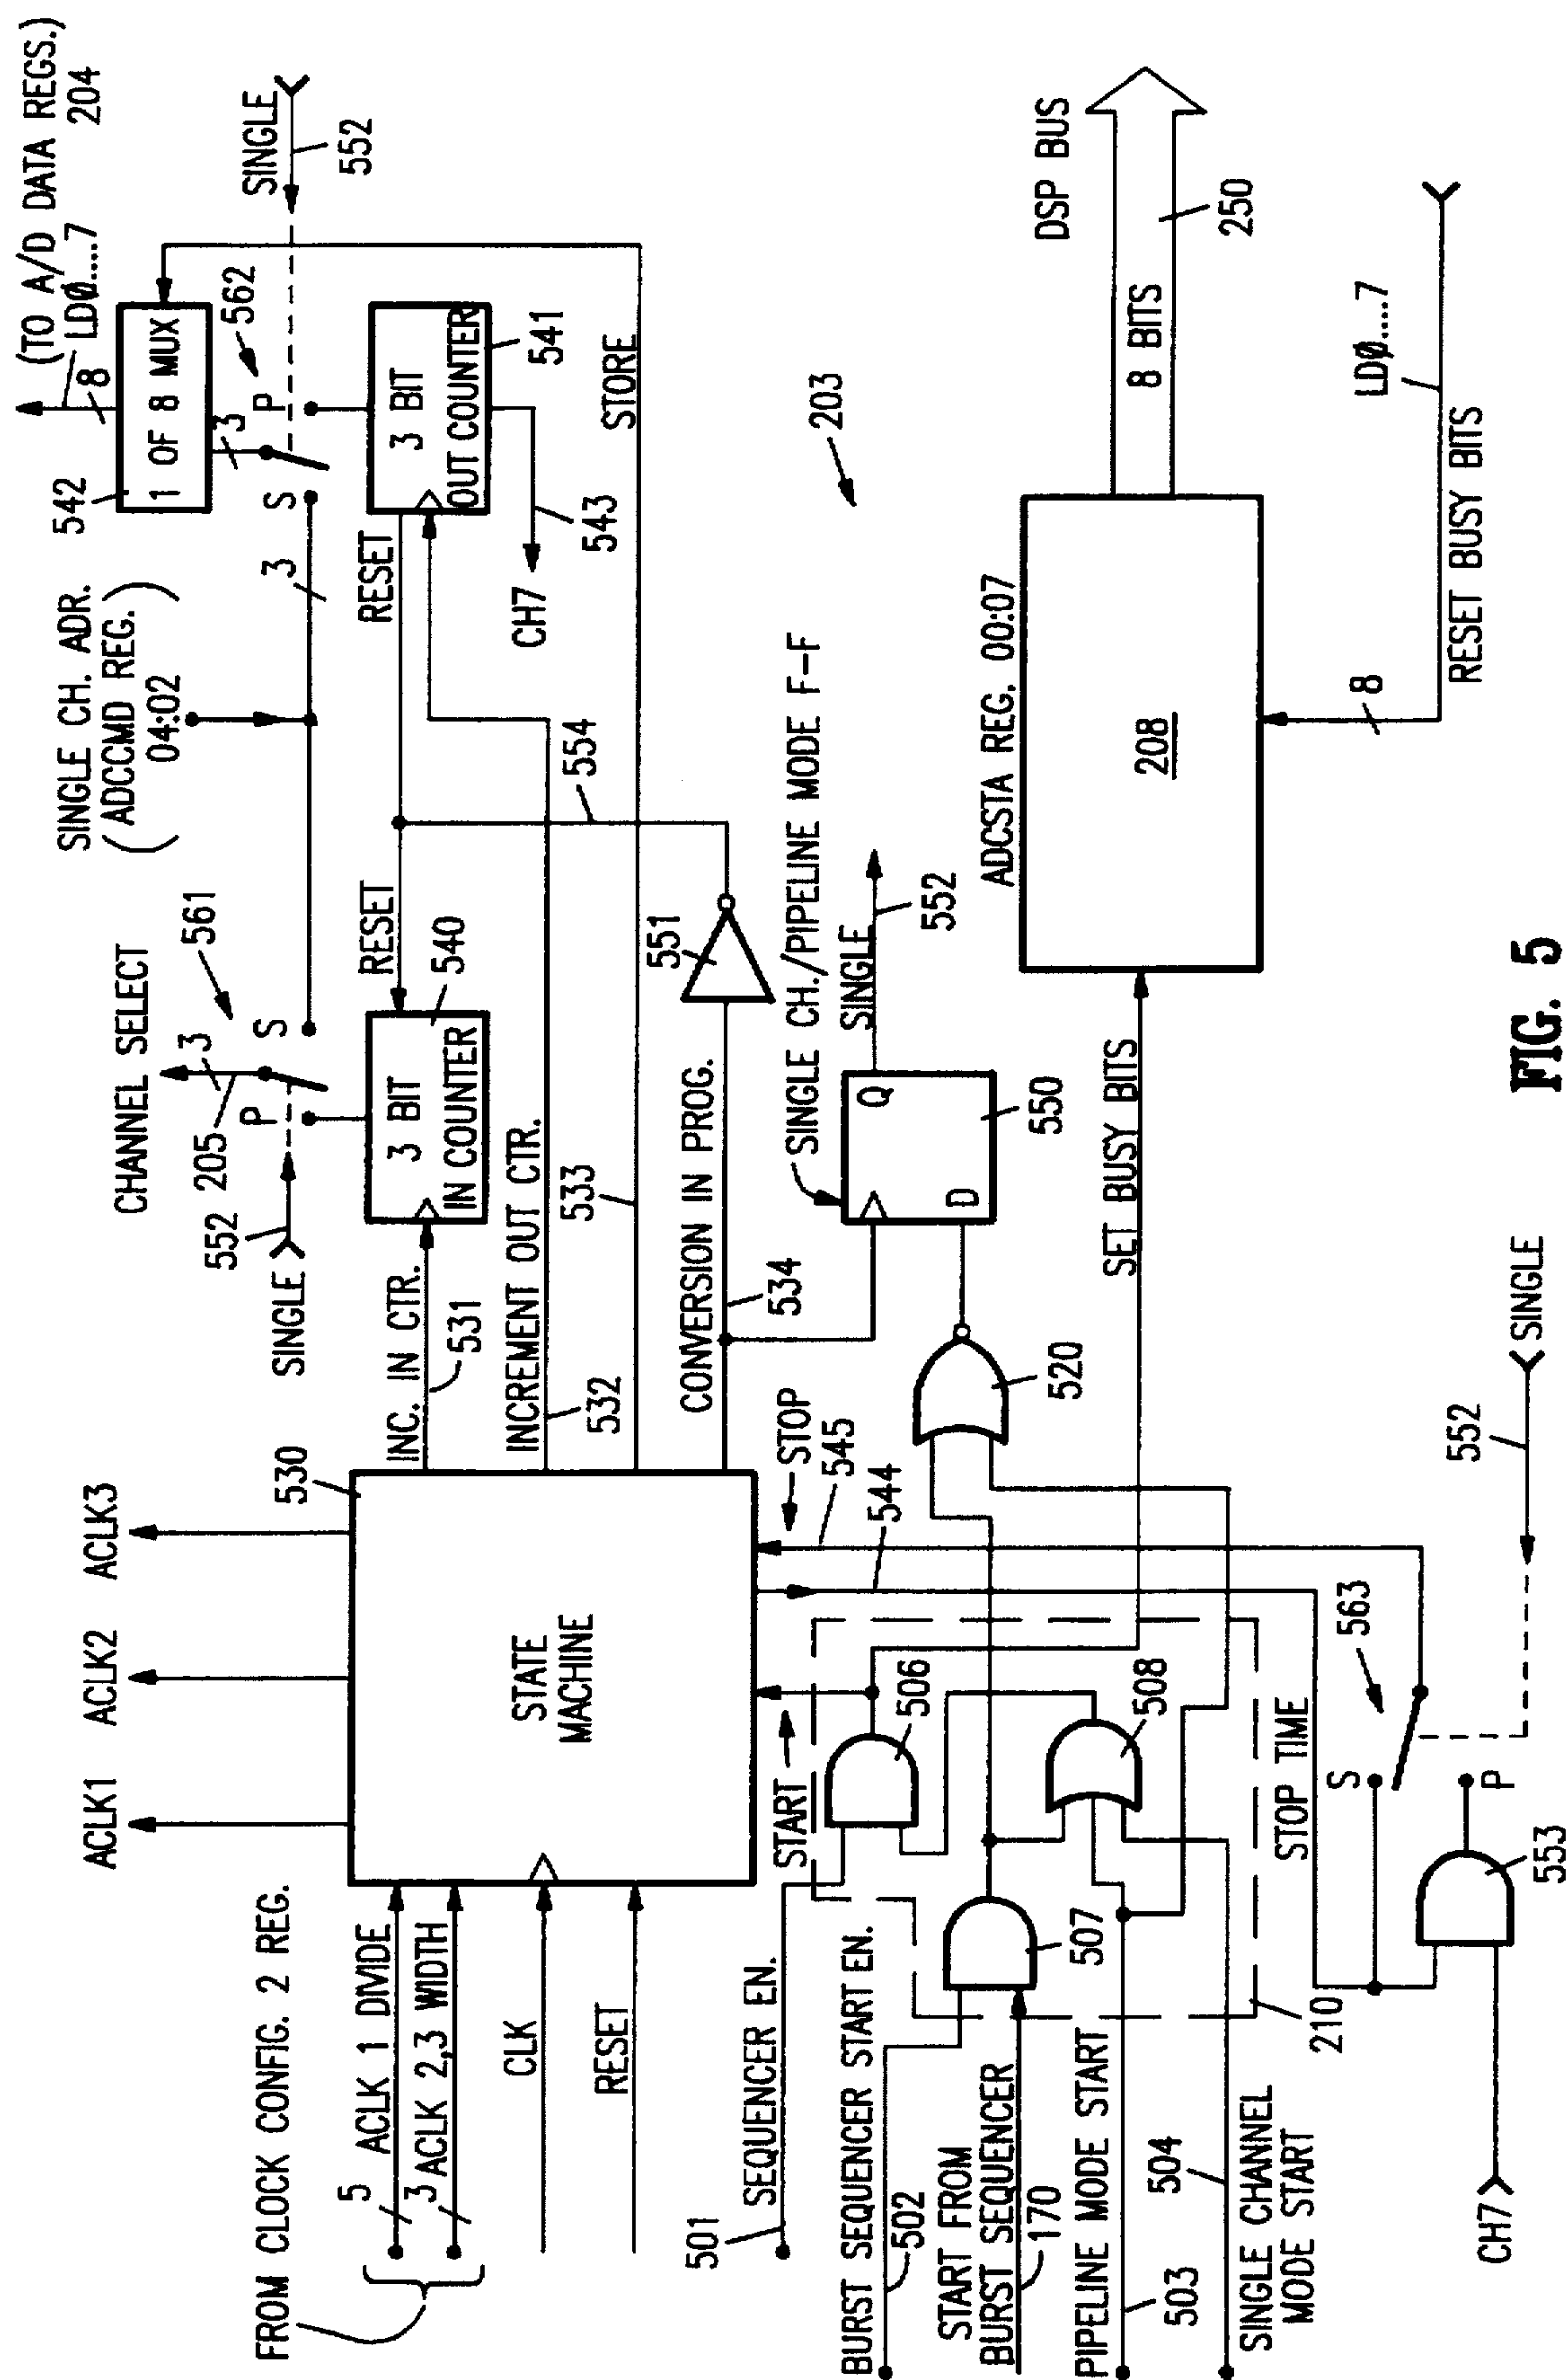 FROM CLOCK CONFIG. 2 REG.
5
ACLK 1 DIVIDE
3
ACLK 2,3 WIDTH
CLK
RESET
ACLK1
ACLK2
ACLK3
530
STATE
MACHINE
INC. IN CTR.
531
INCREMENT OUT CTR.
532
533
STORE
CONVERSION IN PROG.
534
SINGLE
552
CHANNEL SELECT
205
3
P
S
561
3 BIT
IN COUNTER
540
RESET
SINGLE CH. ADR.
(ADCCMD REG.)
04:02
3
542
1 OF 8 MUX
3
8
(TO A/D DATA REGS.)
LDØ....7
204
S
P
562
SINGLE
552
RESET
3 BIT
OUT COUNTER
541
543
CH7
551
554
SINGLE CH./PIPELINE MODE F-F
Q
D
550
SINGLE
552
203
501
SEQUENCER EN.
502
BURST SEQUENCER START EN.
START FROM
BURST SEQUENCER
170
PIPELINE MODE START
503
504
SINGLE CHANNEL
MODE START
START
STOP
545
544
506
507
508
210
520
SET BUSY BITS
ADCSTA REG. 00:07
208
DSP BUS
8 BITS
250
8
LDØ....7
RESET BUSY BITS
STOP TIME
S
P
563
553
CH7
552
SINGLE
FIG. 5